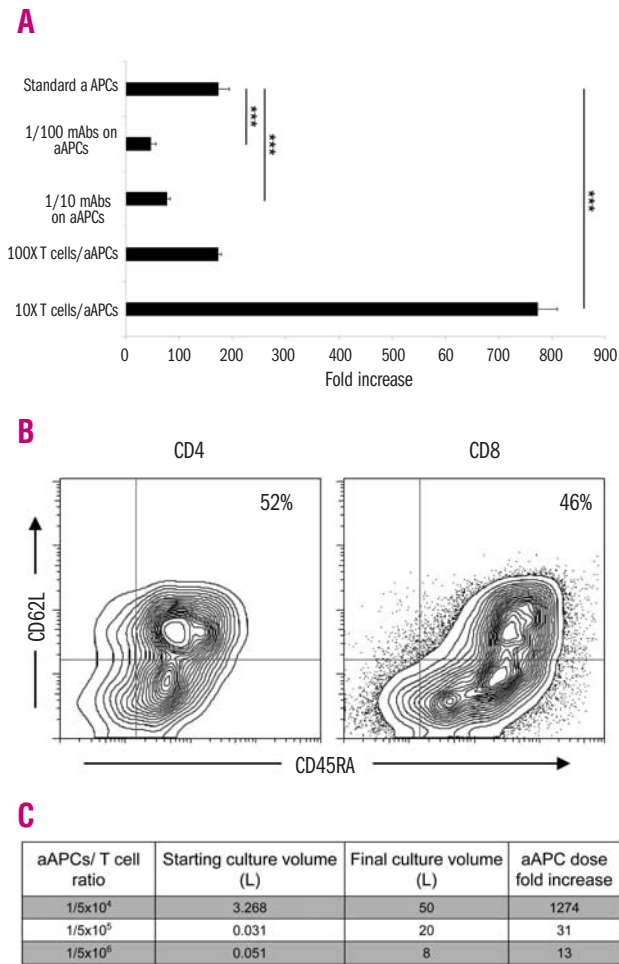 A
Standard a APCs
1/100 mAbs on
aAPCs
1/10 mAbs
on aAPCs
100X T cells/aAPCs
10X T cells/aAPCs
***
***
***
0 100 200 300 400 500 60 700 800 900
Fold increase
B
CD4 CD8
52% 46%
CD62L
CD45RA
C
aAPCs/ T cell ratio Starting culture volume (L) Final culture volume (L) aAPC dose fold increase
1/5x10⁴ 3.268 50 1274
1/5x10⁵ 0.031 20 31
1/5x10⁶ 0.051 8 13